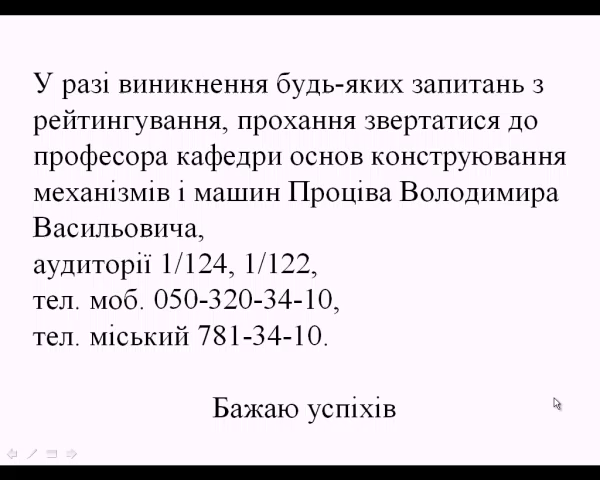 У разі виникнення будь-яких запитань з
рейтингування, прохання звертатися до
професора кафедри основ конструювання
механізмів і машин Проціва Володимира
Васильовича,
аудиторії 1/124, 1/122,
тел. моб. 050-320-34-10,
тел. міський 781-34-10.
Бажаю успіхів